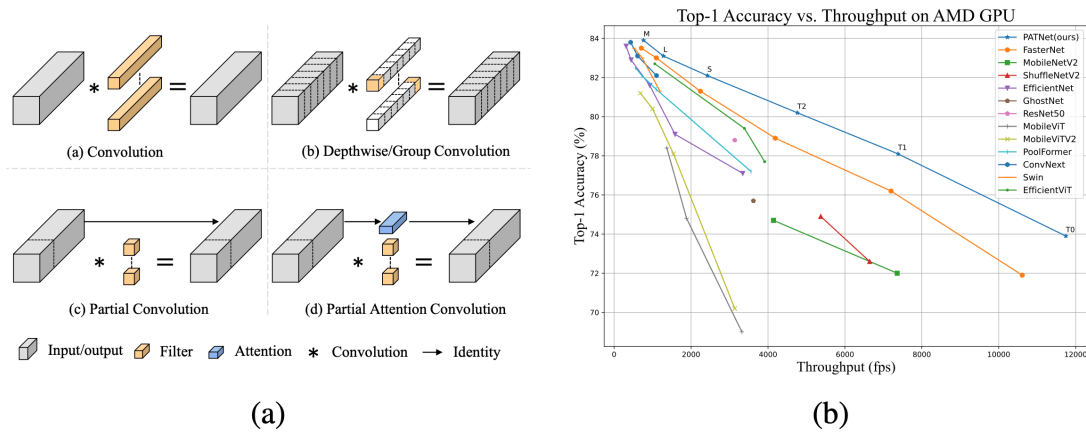 (a) Convolution
(b) Depthwise/Group Convolution
(c) Partial Convolution
(d) Partial Attention Convolution
Input/output
Filter
Attention
* Convolution
Identity
(a)
Top-1 Accuracy vs. Throughput on AMD GPU
Top-1 Accuracy (%)
84
82
80
78
76
74
72
70
M
L
S
T2
T1
T0
PATNet(ours)
FasterNet
MobileNetV2
ShuffleNetV2
EfficientNet
GhostNet
ResNet50
MobileViT
MobileViTV2
PoolFormer
ConvNext
Swin
EfficientViT
0 2000 4000 6000 8000 10000 12000
Throughput (fps)
(b)